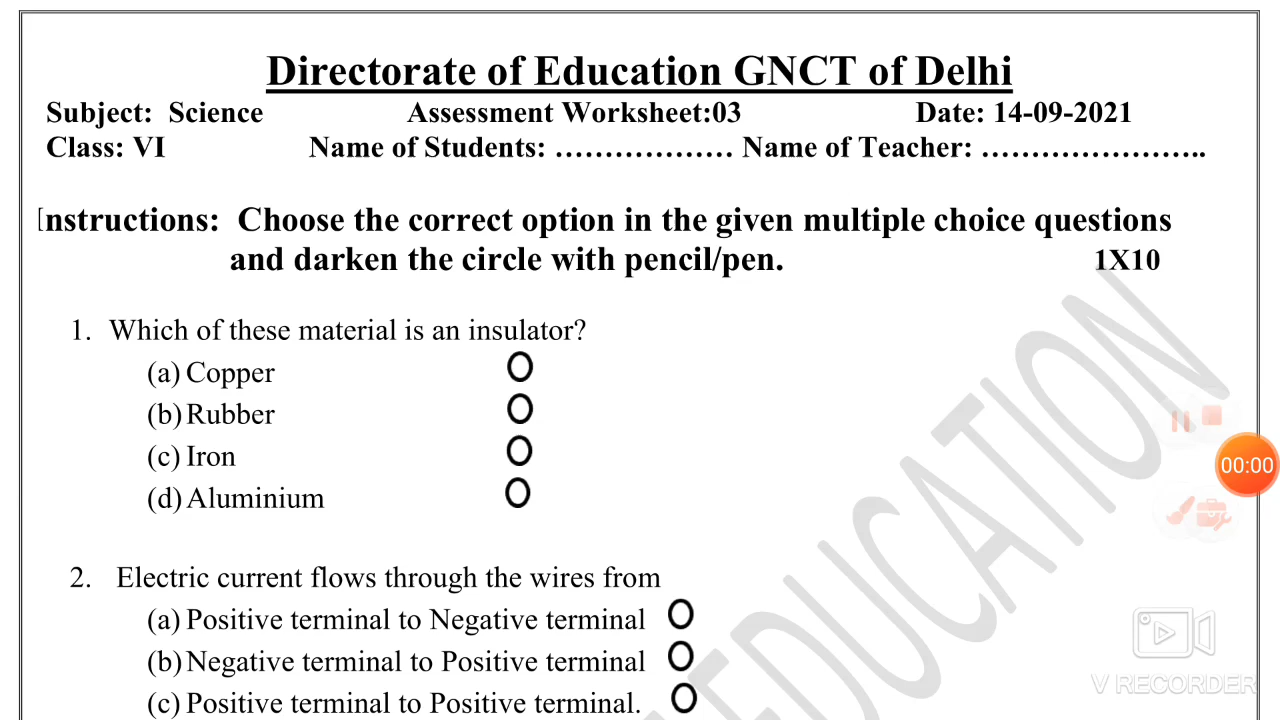 Directorate of Education GNCT of Delhi
Subject: Science Assessment Worksheet:03 Date: 14-09-2021
Class: VI Name of Students: ……………… Name of Teacher: …………………..
Instructions: Choose the correct option in the given multiple choice questions
and darken the circle with pencil/pen. 1X10
1. Which of these material is an insulator?
(a) Copper
(b) Rubber
(c) Iron
(d) Aluminium
2. Electric current flows through the wires from
(a) Positive terminal to Negative terminal
(b) Negative terminal to Positive terminal
(c) Positive terminal to Positive terminal.
EDUCATION
00:00
V RECORDER